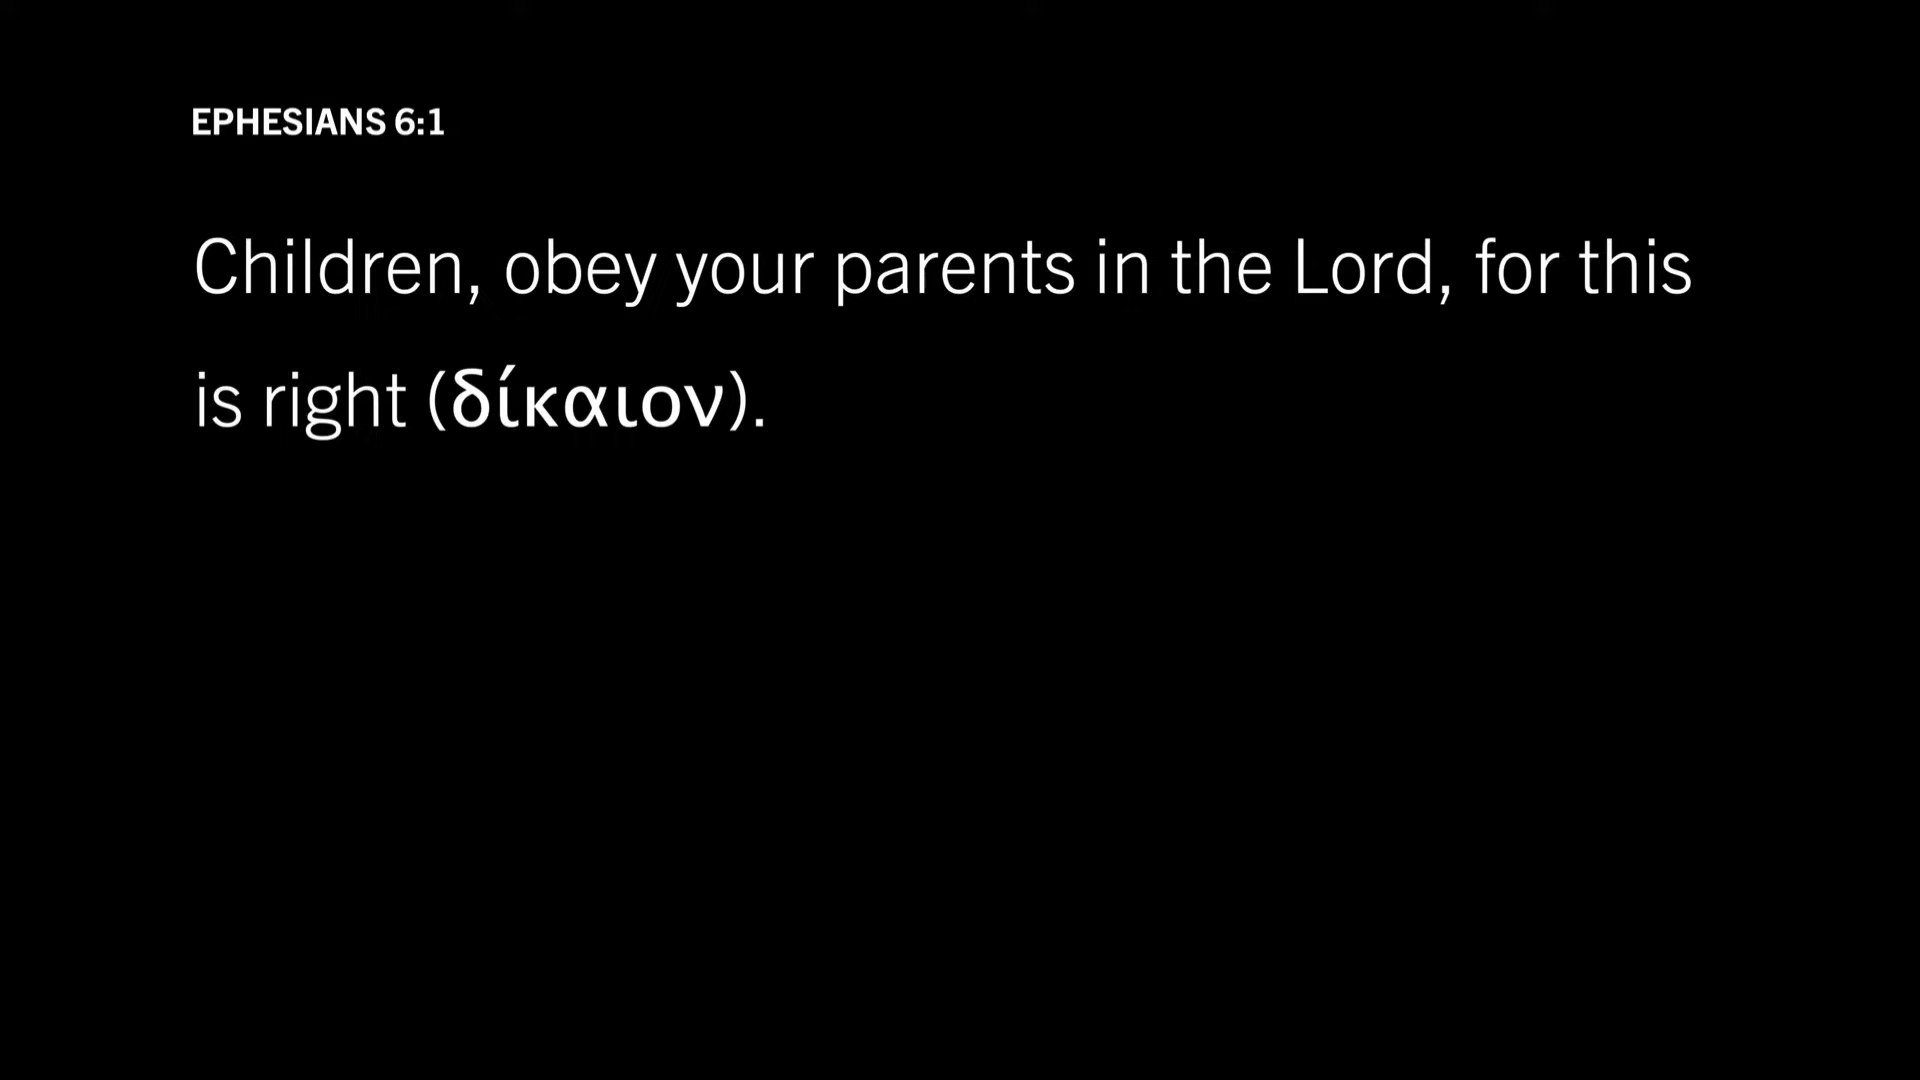 EPHESIANS 6:1
Children, obey your parents in the Lord, for this
is right (δίκαιον).